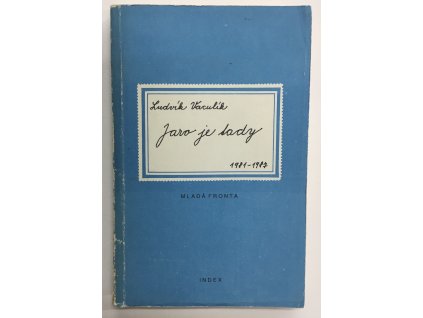 Ludvík Vaculík
Jaro je tady
1981-1987
MLADÁ FRONTA
INDEX